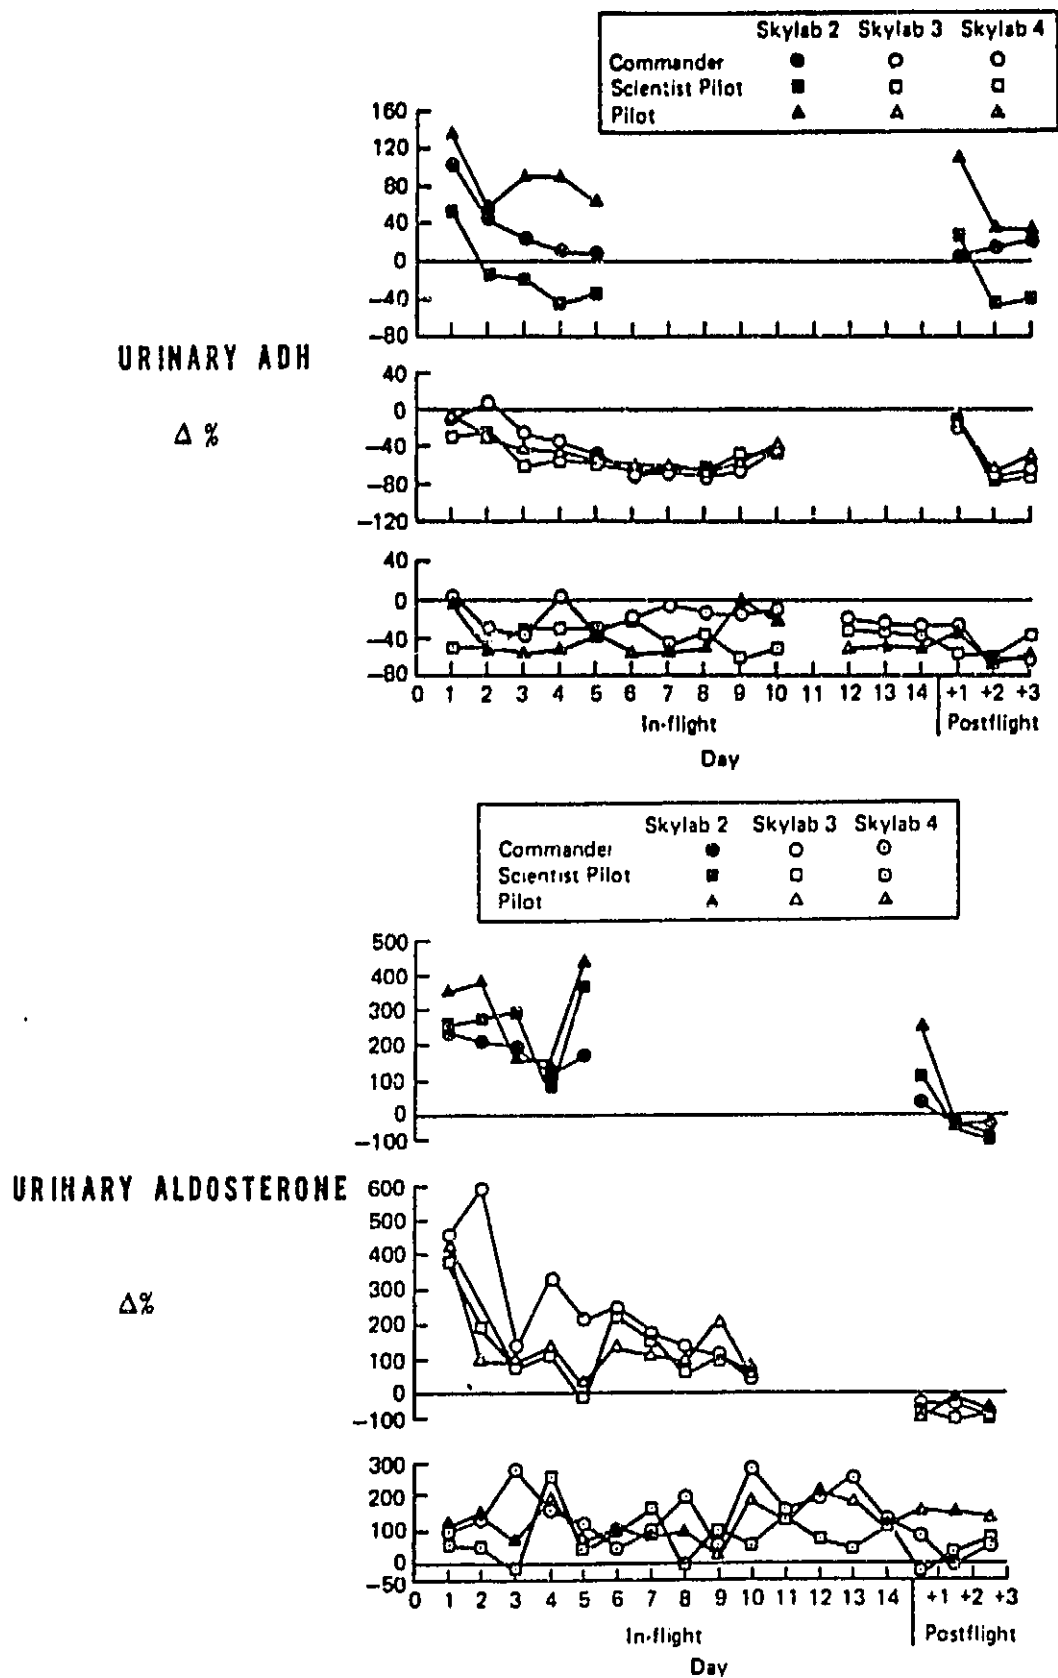 Skylab 2 Skylab 3 Skylab 4
Commander
Scientist Pilot
Pilot
160
120
80
40
0
-40
-80
URINARY ADH
Δ %
40
0
-40
-80
-120
40
0
-40
-80
0 1 2 3 4 5 6 7 8 9 10 11 12 13 14 +1 +2 +3
In-flight Postflight
Day
Skylab 2 Skylab 3 Skylab 4
Commander
Scientist Pilot
Pilot
500
400
300
200
100
0
-100
URINARY ALDOSTERONE
Δ%
600
500
400
300
200
100
0
-100
300
200
100
0
-50
0 1 2 3 4 5 6 7 8 9 10 11 12 13 14 +1 +2 +3
In-flight Postflight
Day